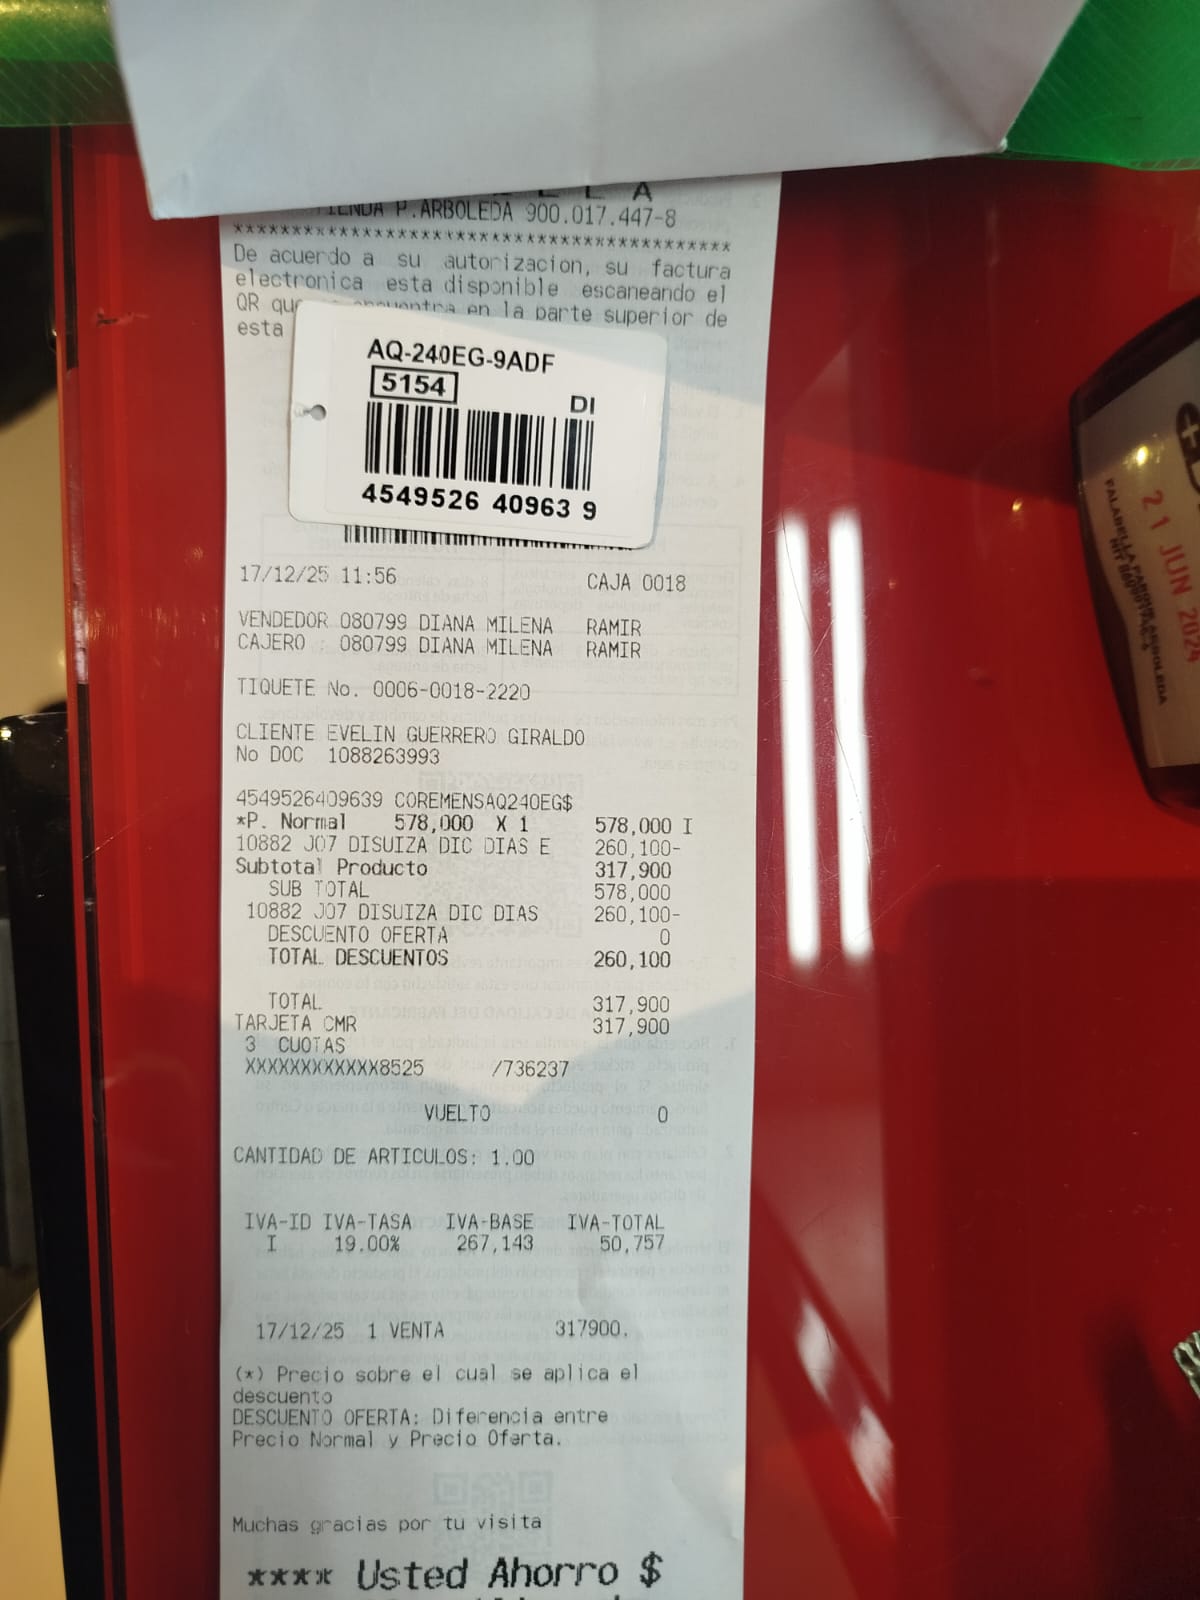 TIENDA P.ARBOLEDA 900.017.447-8
******************************************
De acuerdo a su autorizacion, su factura
electronica esta disponible escaneando el
QR que se encuentra en la parte superior de
esta
AQ-240EG-9ADF
5154
DI
4549526 40963 9
17/12/25 11:56 CAJA 0018
VENDEDOR 080799 DIANA MILENA RAMIR
CAJERO : 080799 DIANA MILENA RAMIR
TIQUETE No. 0006-0018-2220
CLIENTE EVELIN GUERRERO GIRALDO
No DOC 1088263993
4549526409639 COREMENSAQ240EG$
*P. Normal 578,000 X 1 578,000 I
10882 J07 DISUIZA DIC DIAS E 260,100-
Subtotal Producto 317,900
SUB TOTAL 578,000
10882 J07 DISUIZA DIC DIAS 260,100-
DESCUENTO OFERTA 0
TOTAL DESCUENTOS 260,100
TOTAL 317,900
TARJETA CMR 317,900
3 CUOTAS
XXXXXXXXXXXX8525 /736237
VUELTO 0
CANTIDAD DE ARTICULOS: 1.00
IVA-ID IVA-TASA IVA-BASE IVA-TOTAL
I 19.00% 267,143 50,757
17/12/25 1 VENTA 317900.
(*) Precio sobre el cual se aplica el
descuento
DESCUENTO OFERTA: Diferencia entre
Precio Normal y Precio Oferta.
Muchas gracias por tu visita
**** Usted Ahorro $
21 JUN 2024
FALABELLA PARQUE ARBOLEDA